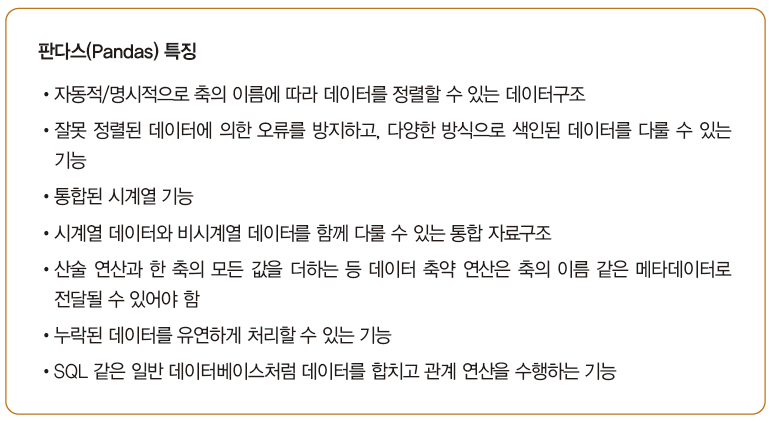 판다스(Pandas) 특징
• 자동적/명시적으로 축의 이름에 따라 데이터를 정렬할 수 있는 데이터구조
• 잘못 정렬된 데이터에 의한 오류를 방지하고, 다양한 방식으로 색인된 데이터를 다룰 수 있는
기능
• 통합된 시계열 기능
• 시계열 데이터와 비시계열 데이터를 함께 다룰 수 있는 통합 자료구조
• 산술 연산과 한 축의 모든 값을 더하는 등 데이터 축약 연산은 축의 이름 같은 메타데이터로
전달될 수 있어야 함
• 누락된 데이터를 유연하게 처리할 수 있는 기능
• SQL 같은 일반 데이터베이스처럼 데이터를 합치고 관계 연산을 수행하는 기능